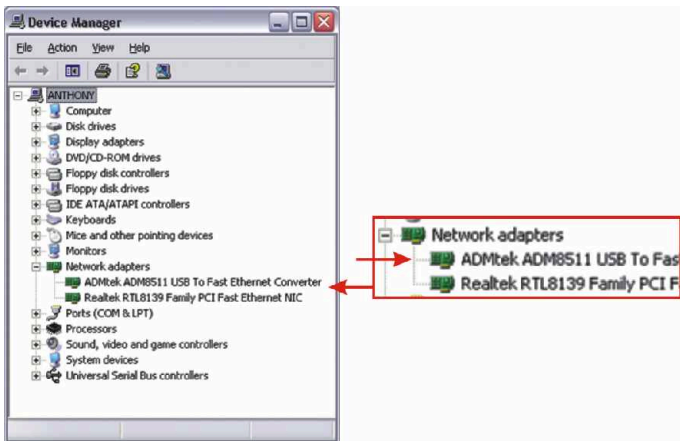 Device Manager
File Action View Help
ANTHONY
Computer
Disk drives
Display adapters
DVD/CD-ROM drives
Floppy disk controllers
Floppy disk drives
IDE ATA/ATAPI controllers
Keyboards
Mice and other pointing devices
Monitors
Network adapters
ADMtek ADM8511 USB To Fast Ethernet Converter
Realtek RTL8139 Family PCI Fast Ethernet NIC
Ports (COM & LPT)
Processors
Sound, video and game controllers
System devices
Universal Serial Bus controllers
Network adapters
ADMtek ADM8511 USB To Fas
Realtek RTL8139 Family PCI F